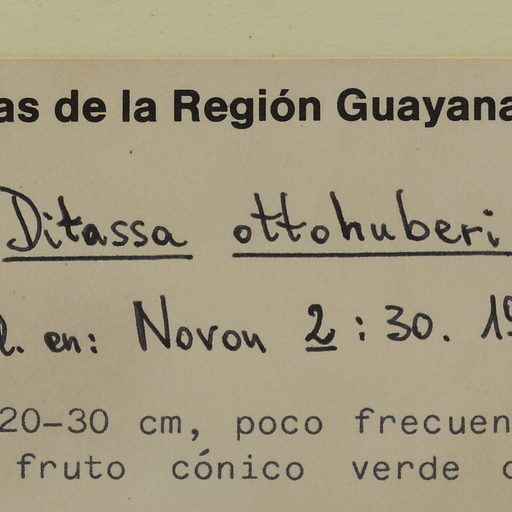 as de la Región Guayana
Ditassa ottohuberi
l. en: Novon 2 : 30. 19
20-30 cm, poco frecuen
fruto cónico verde